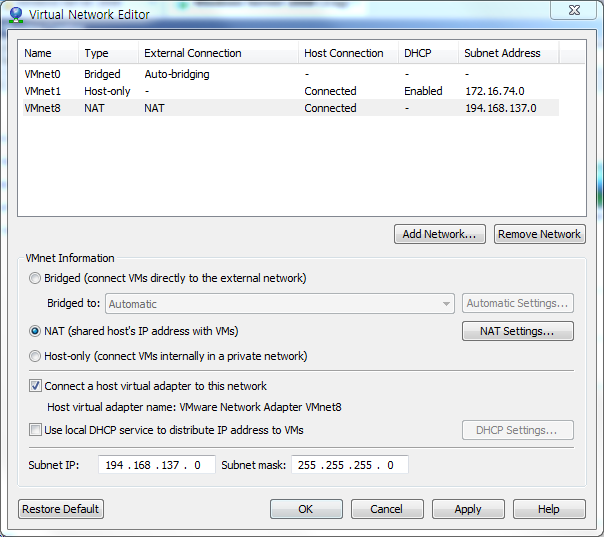 Virtual Network Editor
Name Type External Connection Host Connection DHCP Subnet Address
VMnet0 Bridged Auto-bridging - - -
VMnet1 Host-only - Connected Enabled 172.16.74.0
VMnet8 NAT NAT Connected - 194.168.137.0
Add Network... Remove Network
VMnet Information
Bridged (connect VMs directly to the external network)
Bridged to: Automatic Automatic Settings...
NAT (shared host's IP address with VMs) NAT Settings...
Host-only (connect VMs internally in a private network)
Connect a host virtual adapter to this network
Host virtual adapter name: VMware Network Adapter VMnet8
Use local DHCP service to distribute IP address to VMs DHCP Settings...
Subnet IP: 194 . 168 . 137 . 0 Subnet mask: 255 . 255 . 255 . 0
Restore Default OK Cancel Apply Help